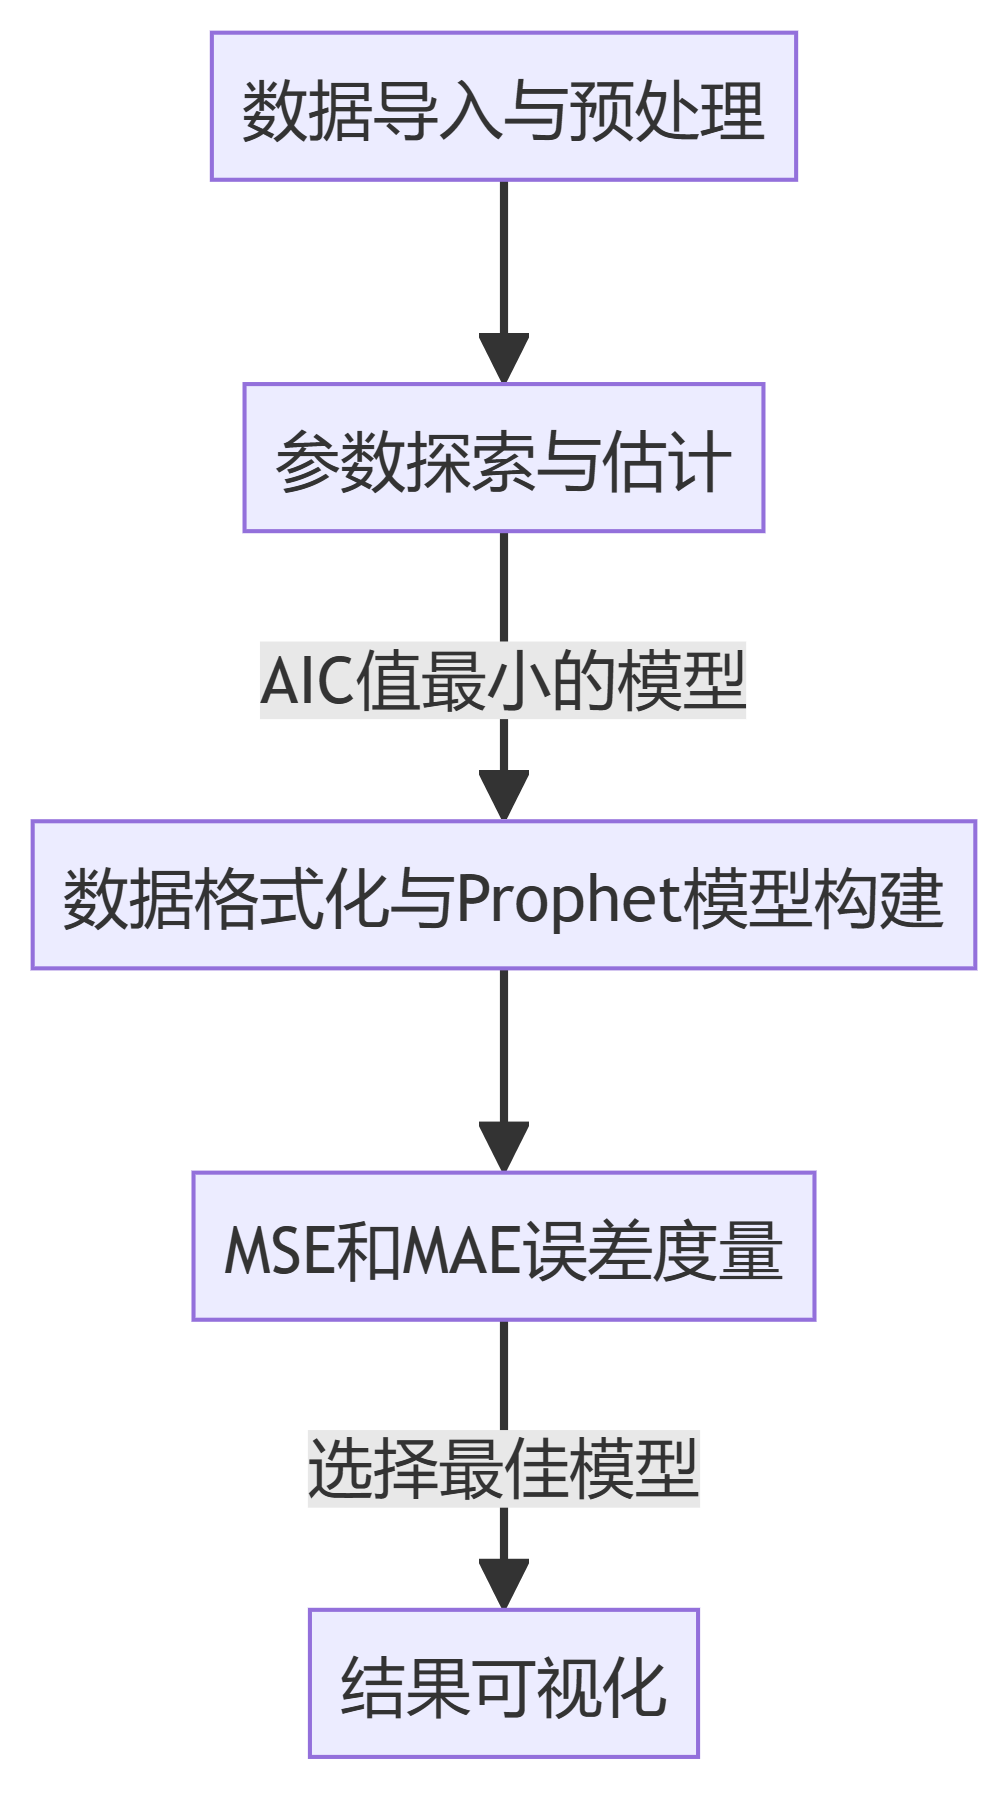 数据导入与预处理
参数探索与估计
AIC值最小的模型
数据格式化与Prophet模型构建
MSE和MAE误差度量
选择最佳模型
结果可视化